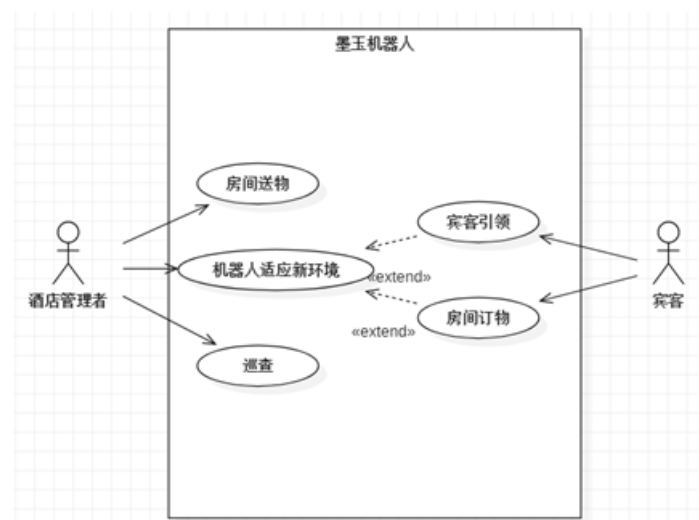 墨玉机器人
房间送物
宾客引领
机器人适应新环境
«extend»
酒店管理者
宾客
房间订物
«extend»
巡查